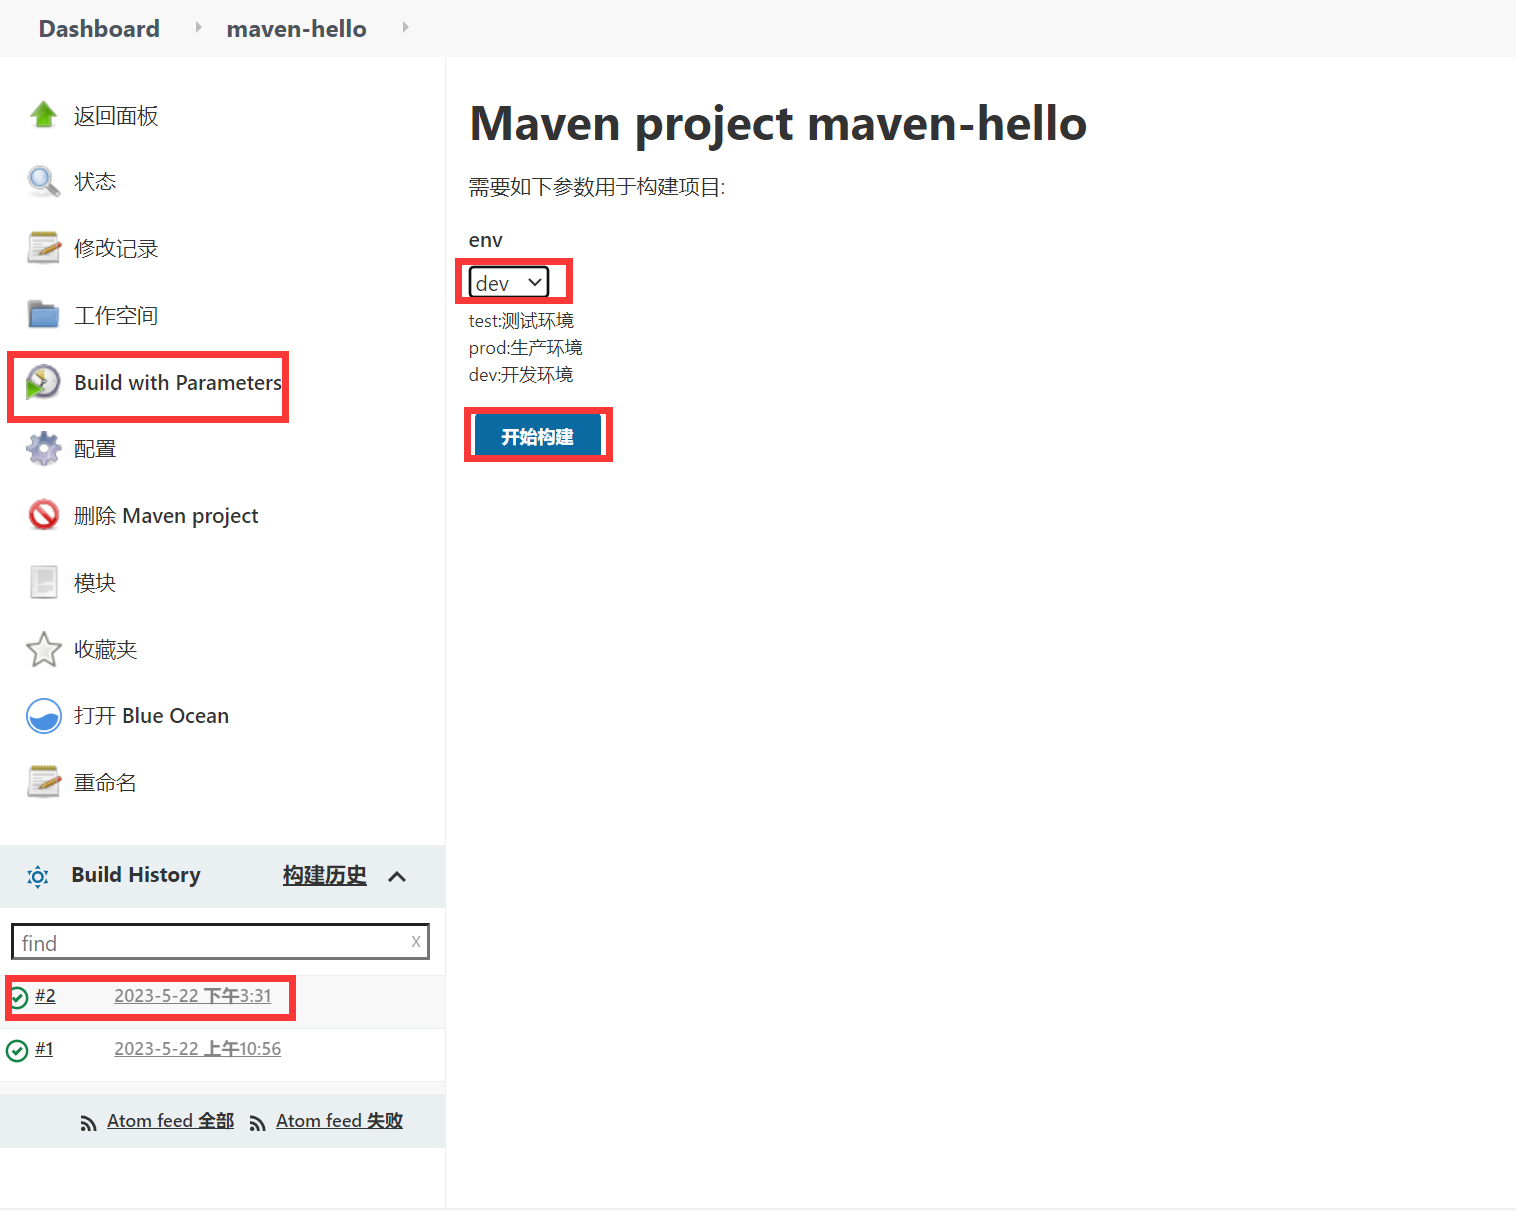 Dashboard
maven-hello
返回面板
状态
修改记录
工作空间
Build with Parameters
配置
删除 Maven project
模块
收藏夹
打开 Blue Ocean
重命名
Build History
构建历史
find
X
#2
2023-5-22 下午3:31
#1
2023-5-22 上午10:56
Atom feed 全部
Atom feed 失败
Maven project maven-hello
需要如下参数用于构建项目:
env
dev
test:测试环境
prod:生产环境
dev:开发环境
开始构建